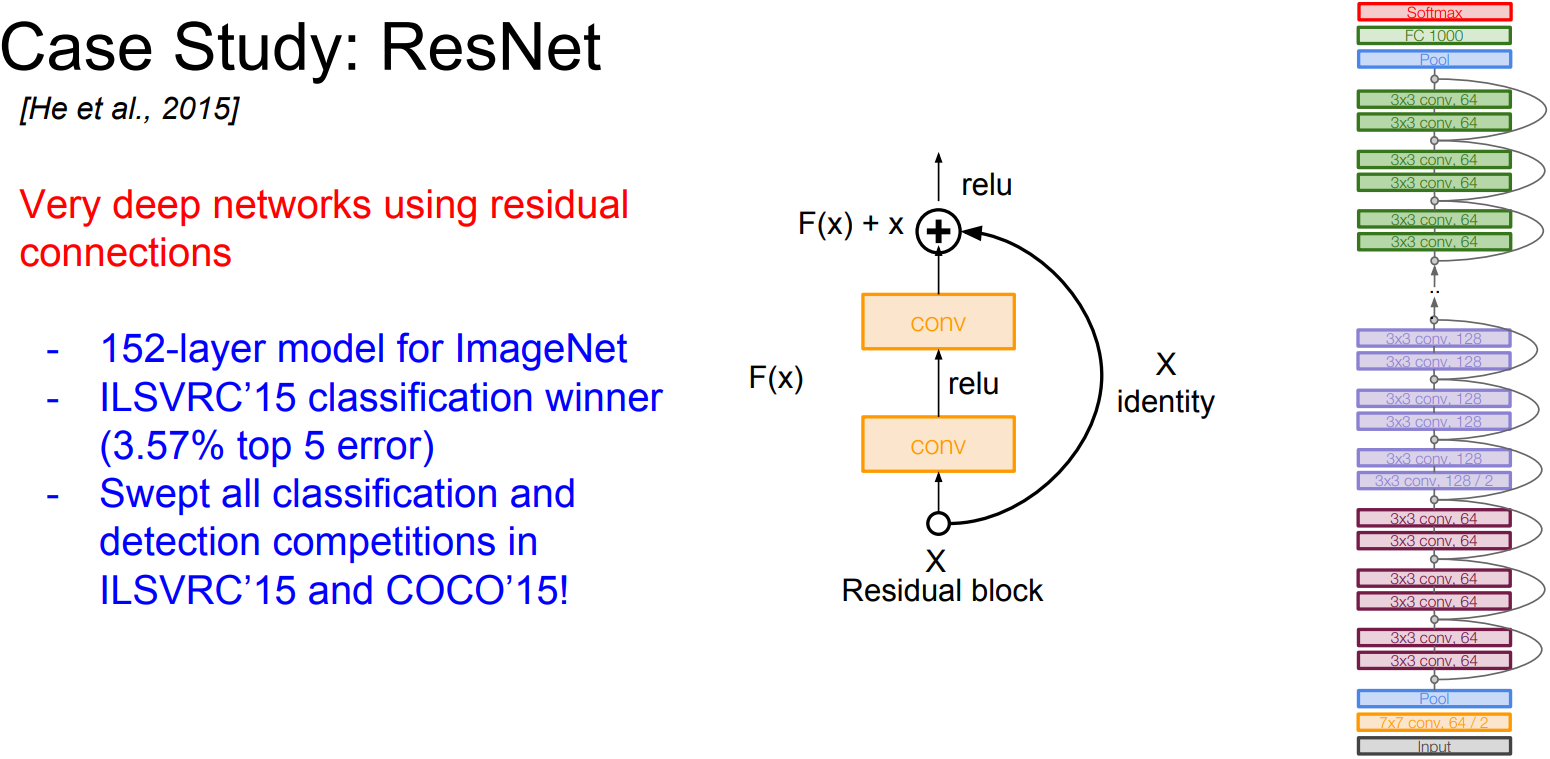 Case Study: ResNet
[He et al., 2015]
Very deep networks using residual
connections
- 152-layer model for ImageNet
- ILSVRC’15 classification winner
(3.57% top 5 error)
- Swept all classification and
detection competitions in
ILSVRC’15 and COCO’15!
relu
F(x) + x
conv
F(x)
relu
X
identity
conv
X
Residual block
Softmax
FC 1000
Pool
3x3 conv, 64
3x3 conv, 64
3x3 conv, 64
3x3 conv, 64
3x3 conv, 64
3x3 conv, 64
..
3x3 conv, 128
3x3 conv, 128
3x3 conv, 128
3x3 conv, 128
3x3 conv, 128
3x3 conv, 128 / 2
3x3 conv, 64
3x3 conv, 64
3x3 conv, 64
3x3 conv, 64
3x3 conv, 64
3x3 conv, 64
Pool
7x7 conv, 64 / 2
Input